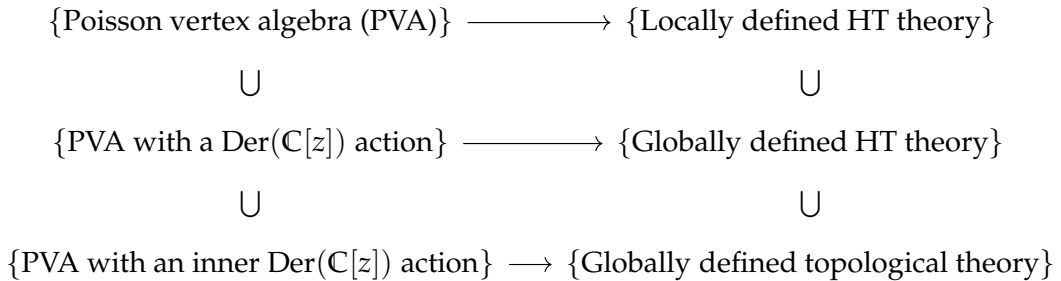 {Poisson vertex algebra (PVA)} ⟶ {Locally defined HT theory}
∪ ∪
{PVA with a Der(ℂ[z]) action} ⟶ {Globally defined HT theory}
∪ ∪
{PVA with an inner Der(ℂ[z]) action} ⟶ {Globally defined topological theory}